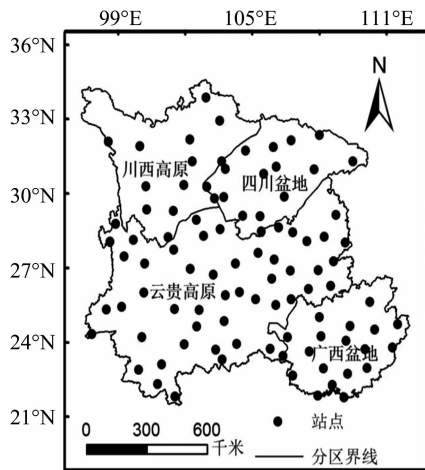 99°E 105°E 111°E
36°N
N
33°N
川西高原
四川盆地
30°N
27°N
云贵高原
24°N
广西盆地
站点
21°N
0 300 600 千米
分区界线